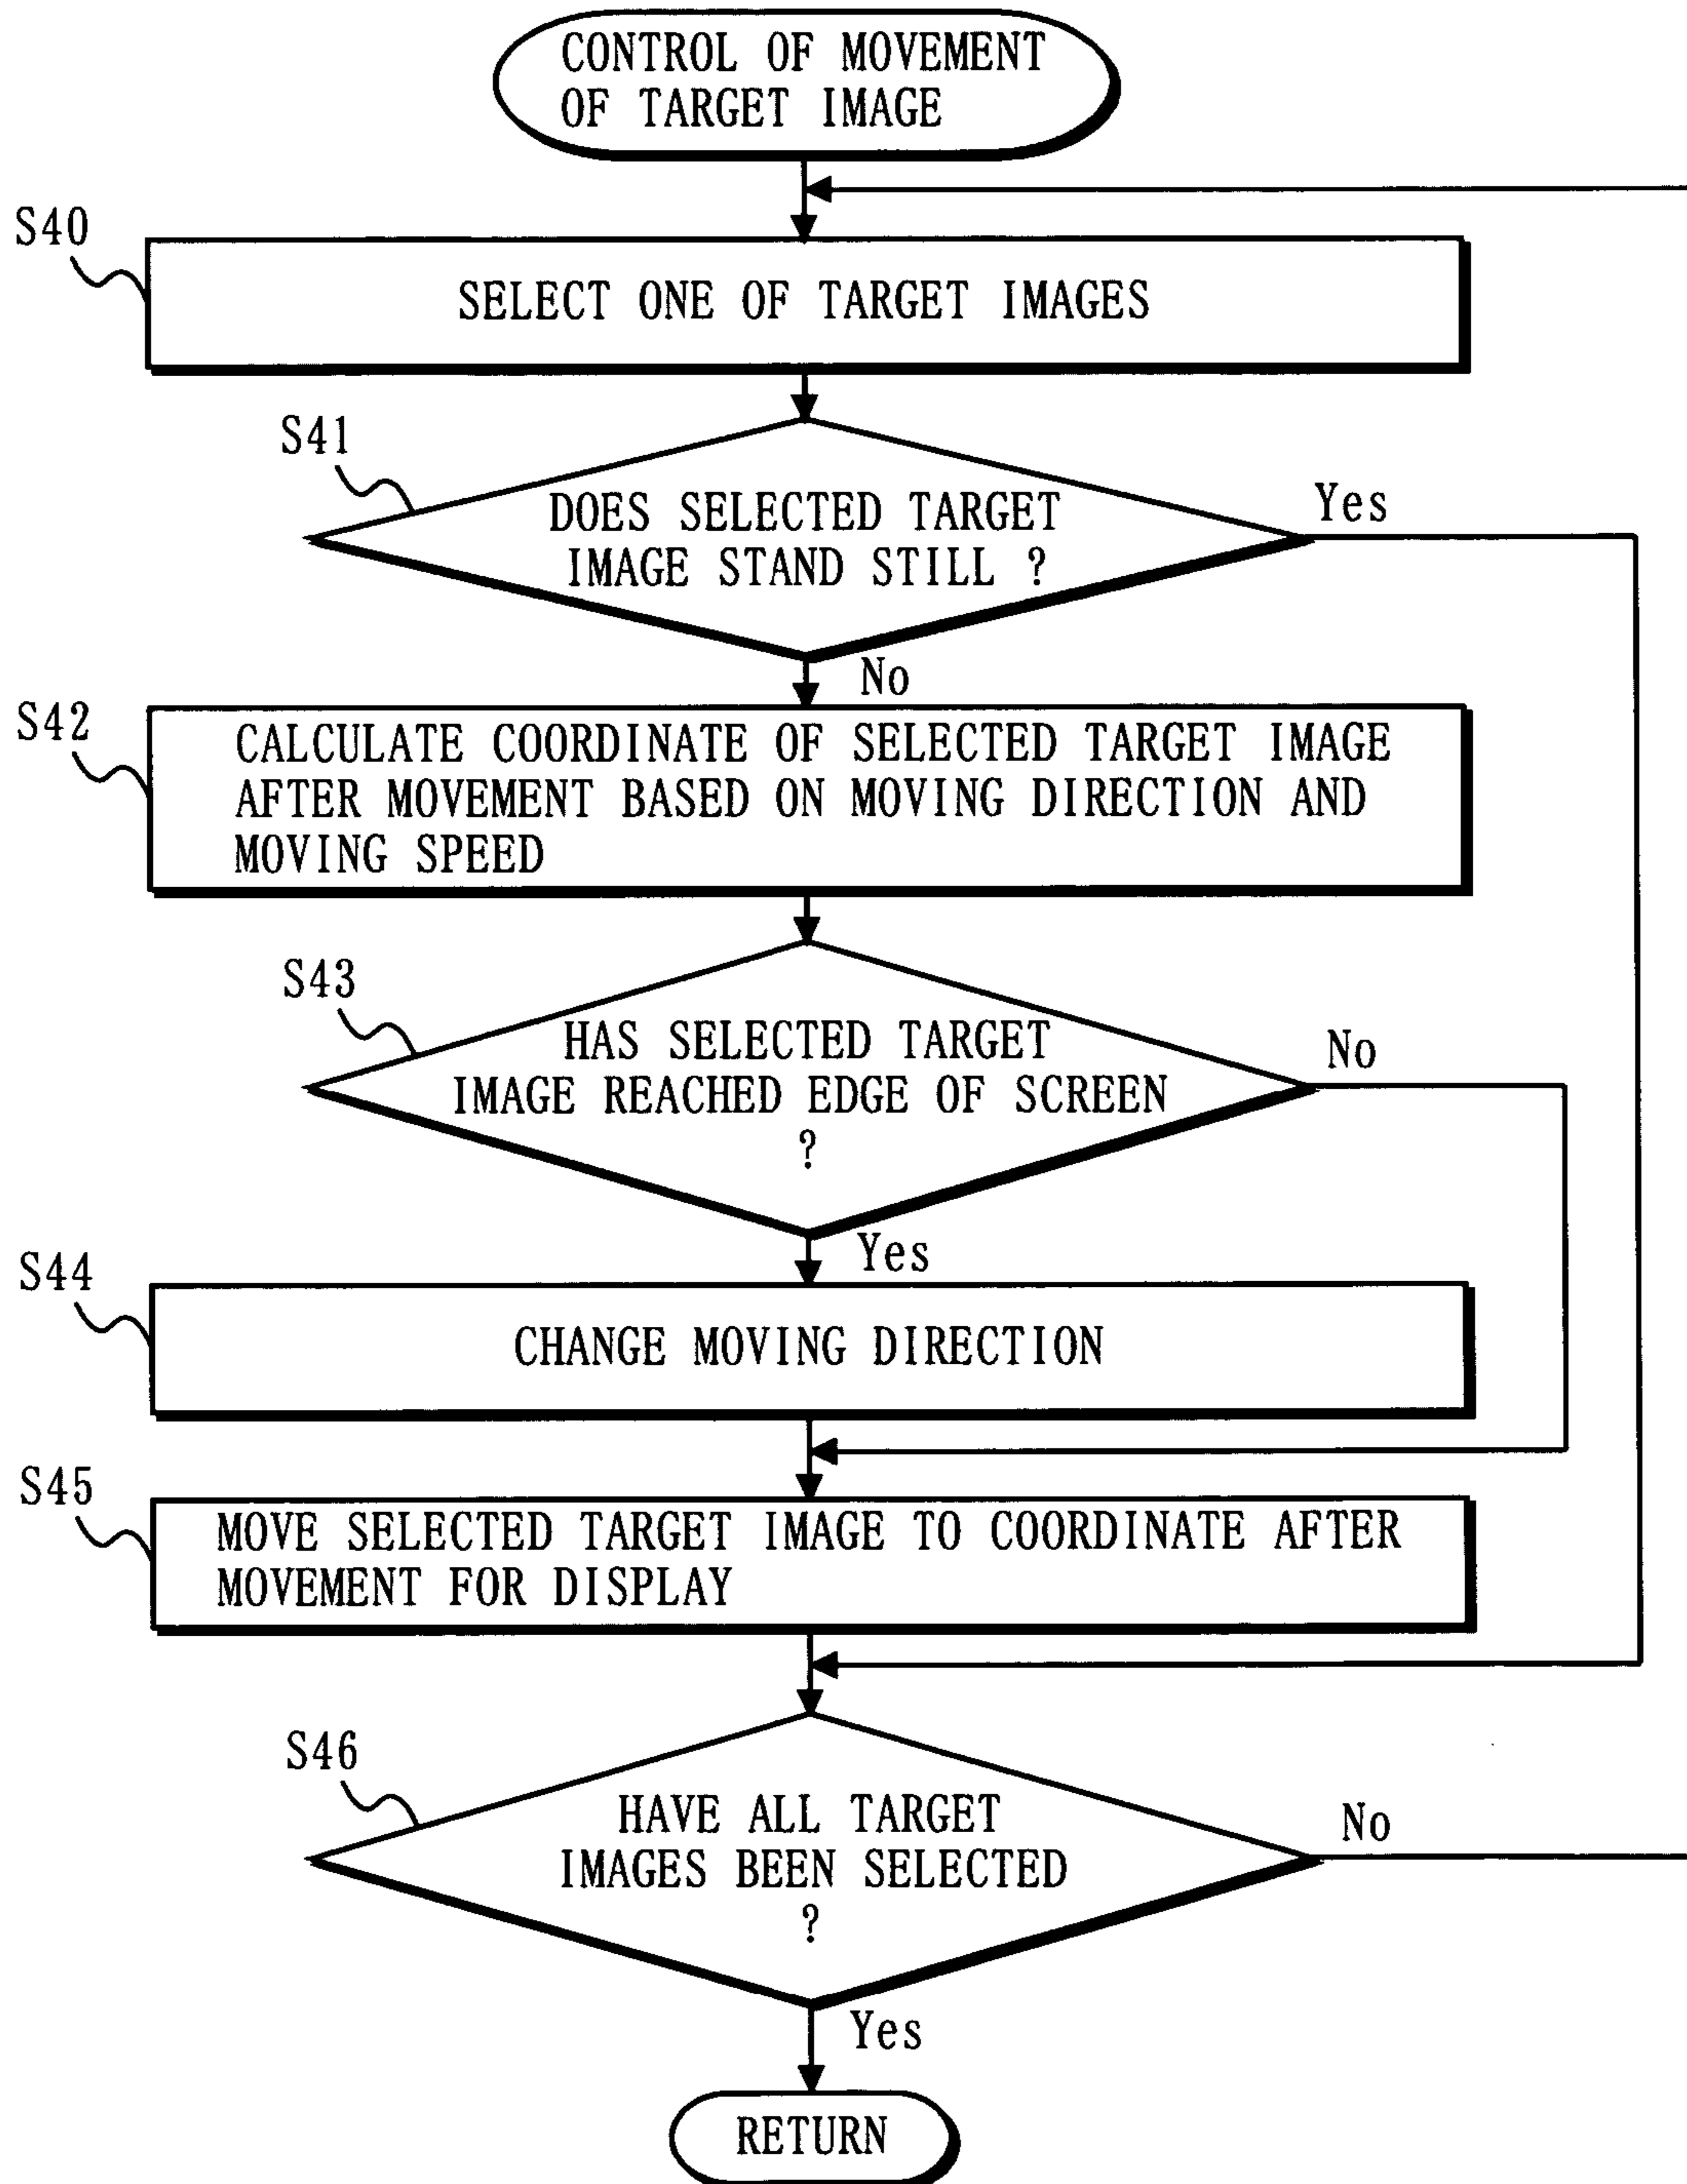 CONTROL OF MOVEMENT
OF TARGET IMAGE
S40
SELECT ONE OF TARGET IMAGES
S41
DOES SELECTED TARGET
IMAGE STAND STILL ?
Yes
No
S42
CALCULATE COORDINATE OF SELECTED TARGET IMAGE
AFTER MOVEMENT BASED ON MOVING DIRECTION AND
MOVING SPEED
S43
HAS SELECTED TARGET
IMAGE REACHED EDGE OF SCREEN
?
No
Yes
S44
CHANGE MOVING DIRECTION
S45
MOVE SELECTED TARGET IMAGE TO COORDINATE AFTER
MOVEMENT FOR DISPLAY
S46
HAVE ALL TARGET
IMAGES BEEN SELECTED
?
No
Yes
RETURN